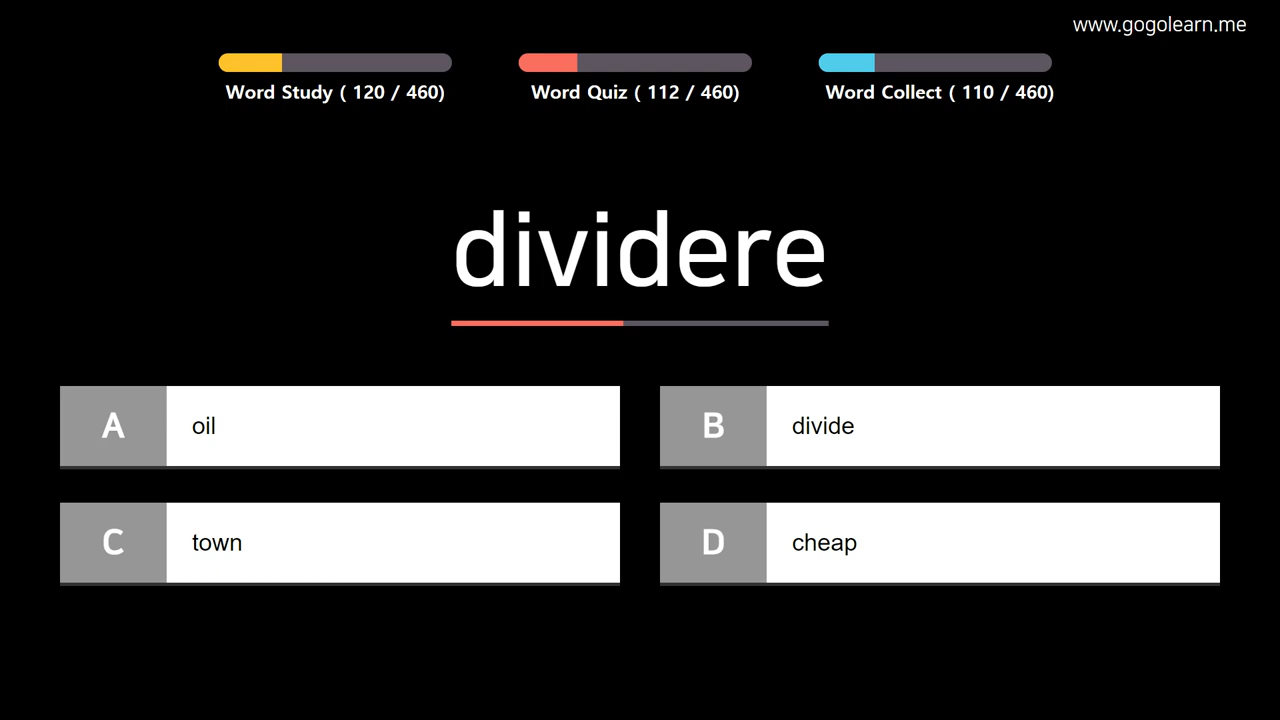 www.gogolearn.me
Word Study ( 120 / 460)
Word Quiz ( 112 / 460)
Word Collect ( 110 / 460)
dividere
A
oil
B
divide
C
town
D
cheap